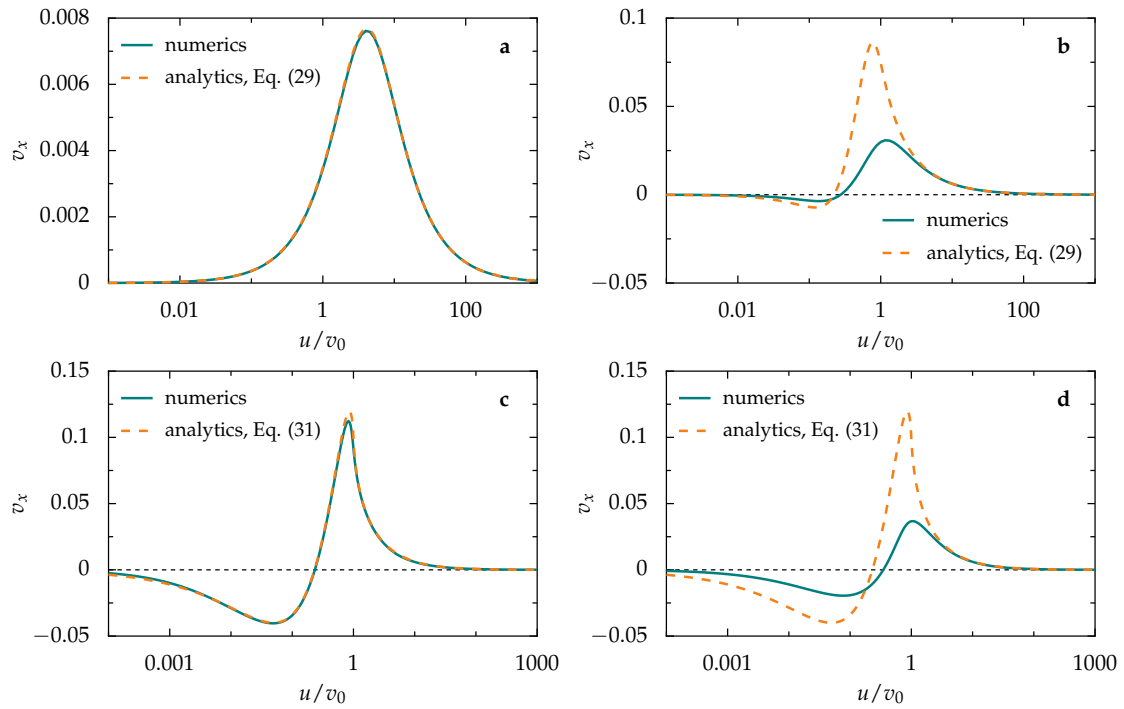 0.008
0.006
0.004
0.002
0
v_x
numerics
analytics, Eq. (29)
a
0.01
1
100
u/v_0
0.1
0.05
0
−0.05
v_x
b
numerics
analytics, Eq. (29)
0.01
1
100
u/v_0
0.15
0.1
0.05
0
−0.05
v_x
numerics
analytics, Eq. (31)
c
0.001
1
1000
u/v_0
0.15
0.1
0.05
0
−0.05
v_x
numerics
analytics, Eq. (31)
d
0.001
1
1000
u/v_0